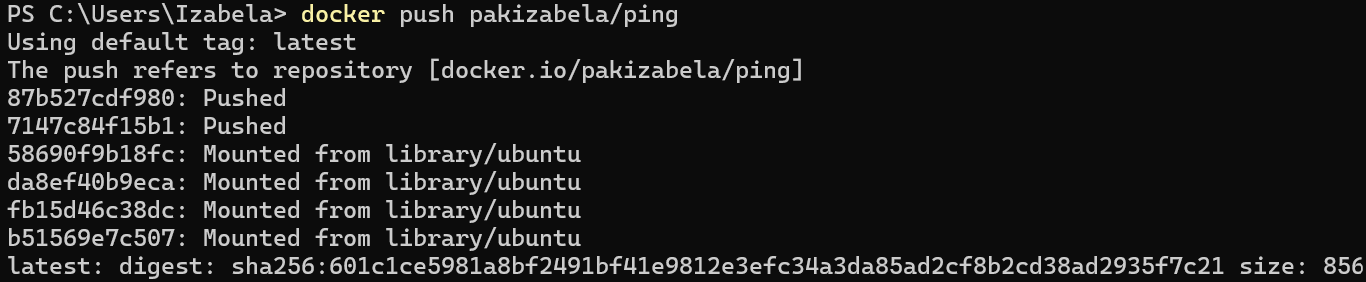 PS C:\Users\Izabela> docker push pakizabela/ping
Using default tag: latest
The push refers to repository [docker.io/pakizabela/ping]
87b527cdf980: Pushed
7147c84f15b1: Pushed
58690f9b18fc: Mounted from library/ubuntu
da8ef40b9eca: Mounted from library/ubuntu
fb15d46c38dc: Mounted from library/ubuntu
b51569e7c507: Mounted from library/ubuntu
latest: digest: sha256:601c1ce5981a8bf2491bf41e9812e3efc34a3da85ad2cf8b2cd38ad2935f7c21 size: 856